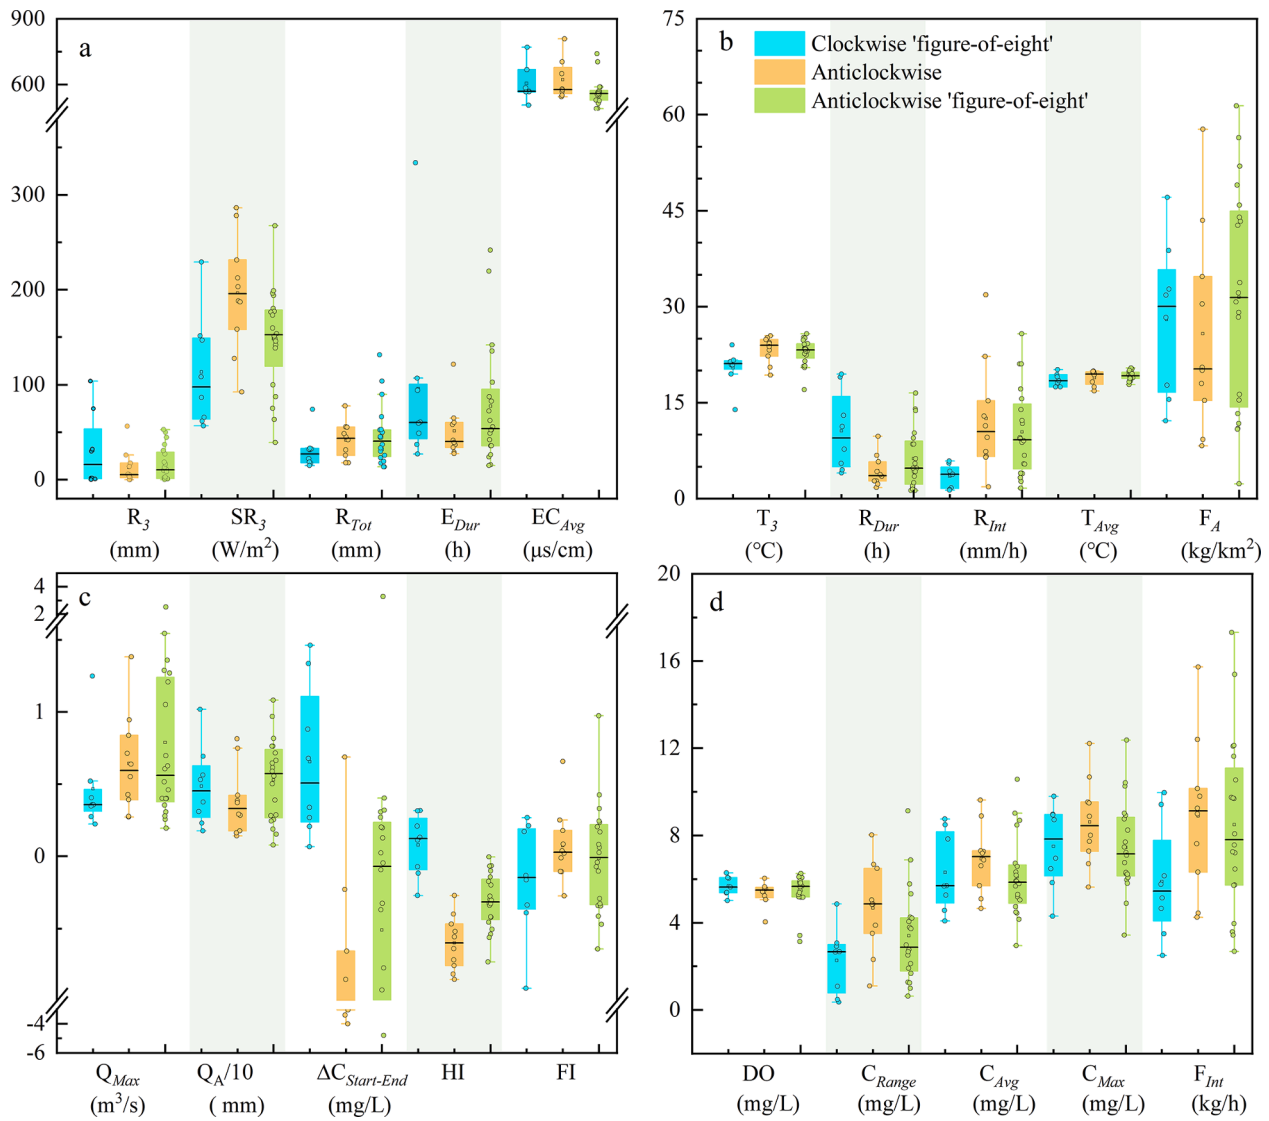 a
900
600
300
200
100
0
R3 SR3 RTot EDur ECAvg
(mm) (W/m2) (mm) (h) (μs/cm)
b
Clockwise 'figure-of-eight'
Anticlockwise
Anticlockwise 'figure-of-eight'
75
60
45
30
15
0
T3 RDur RInt TAvg FA
(℃) (h) (mm/h) (℃) (kg/km2)
c
4
2
1
0
-4
-6
QMax QA/10 ΔCStart-End HI FI
(m3/s) ( mm) (mg/L)
d
20
16
12
8
4
0
DO CRange CAvg CMax FInt
(mg/L) (mg/L) (mg/L) (mg/L) (kg/h)